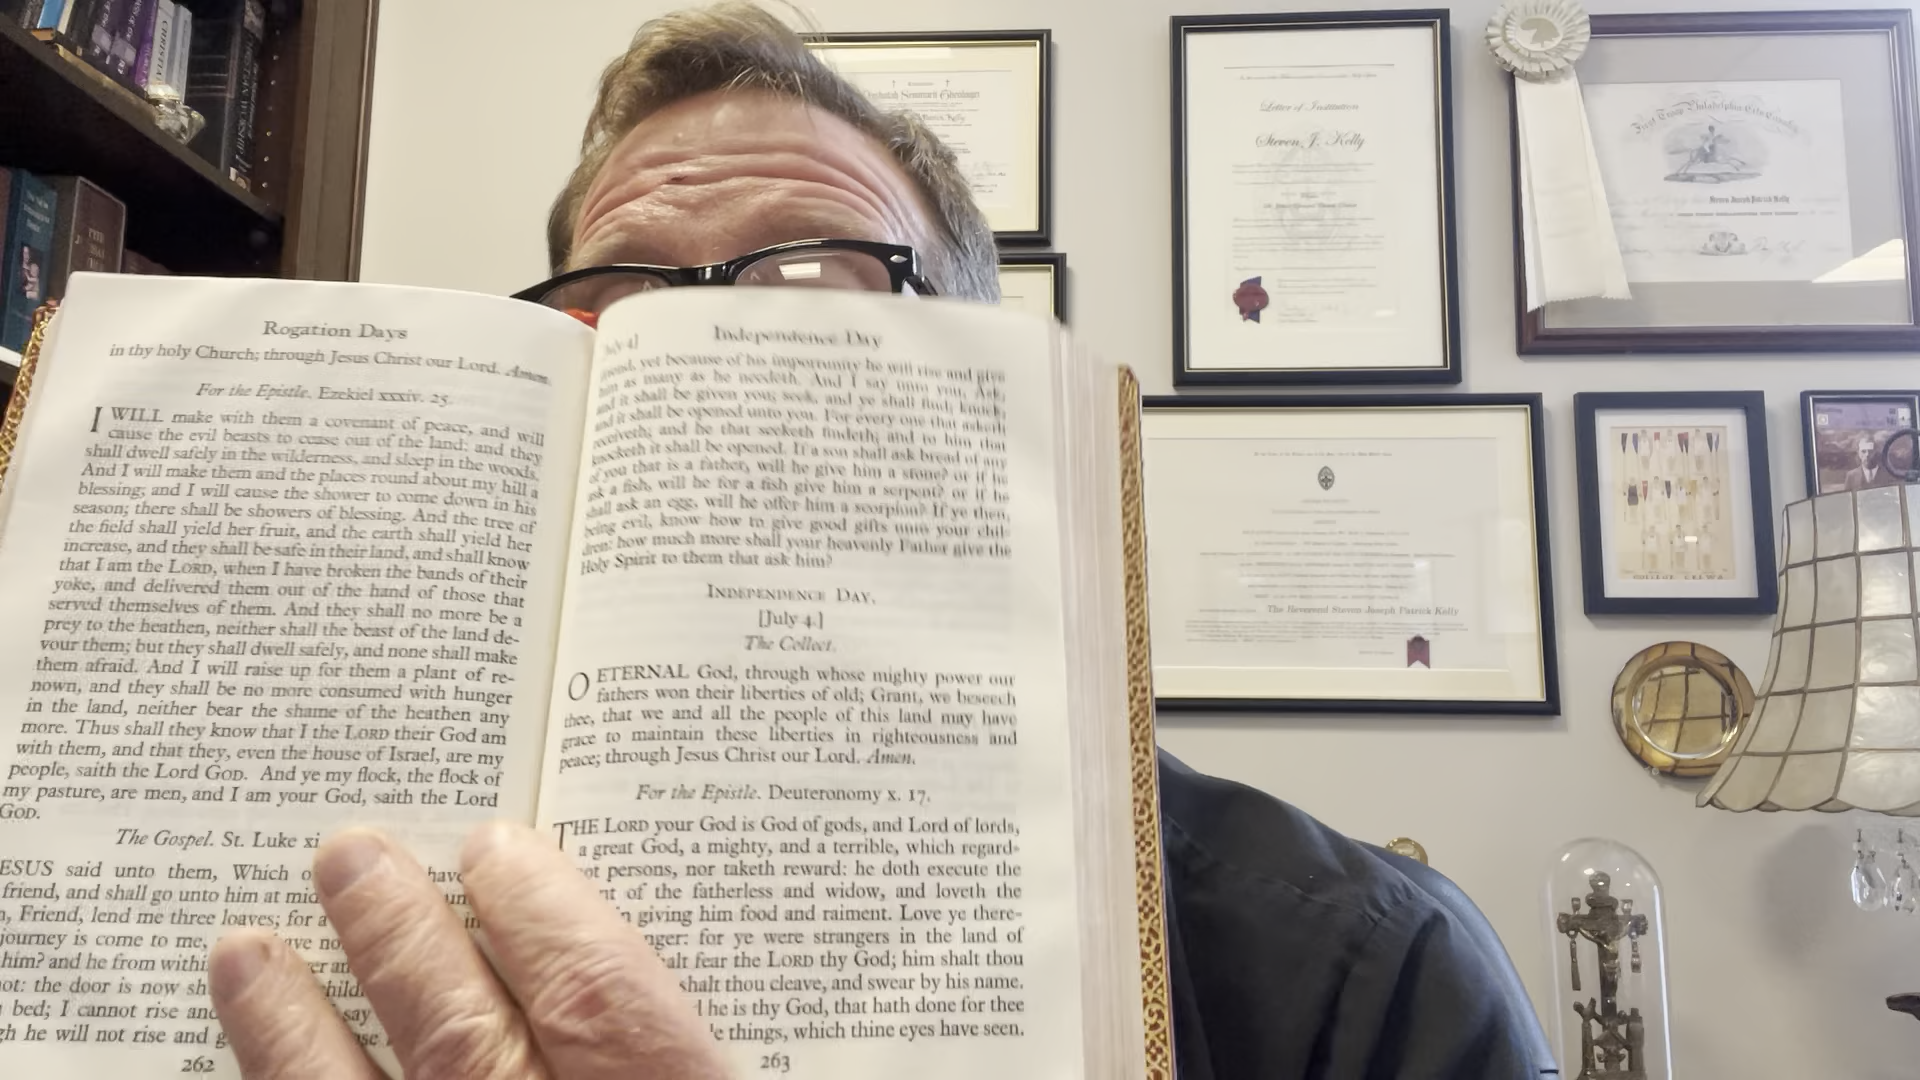 Rogation Days
in thy holy Church; through Jesus Christ our Lord. Amen.
For the Epistle. Ezekiel xxxiv. 25.
I WILL make with them a covenant of peace, and will
cause the evil beasts to cease out of the land: and they
shall dwell safely in the wilderness, and sleep in the woods.
And I will make them and the places round about my hill a
blessing; and I will cause the shower to come down in his
season; there shall be showers of blessing. And the tree of
the field shall yield her fruit, and the earth shall yield her
increase, and they shall be safe in their land, and shall know
that I am the LORD, when I have broken the bands of their
yoke, and delivered them out of the hand of those that
served themselves of them. And they shall no more be a
prey to the heathen, neither shall the beast of the land de-
vour them; but they shall dwell safely, and none shall make
them afraid. And I will raise up for them a plant of re-
nown, and they shall be no more consumed with hunger
in the land, neither bear the shame of the heathen any
more. Thus shall they know that I the LORD their God am
with them, and that they, even the house of Israel, are my
people, saith the Lord GOD. And ye my flock, the flock of
my pasture, are men, and I am your God, saith the Lord
GOD.
The Gospel. St. Luke xi
ESUS said unto them, Which o have
friend, and shall go unto him at mid un
, Friend, lend me three loaves; for a in
journey is come to me, ave no
him? and he from withi er an
ot: the door is now sh child
bed; I cannot rise and say
gh he will not rise and g se
262
July 4] Independence Day
friend, yet because of his importunity he will rise and give
him as many as he needeth. And I say unto you, Ask,
and it shall be given you; seek, and ye shall find; knock,
and it shall be opened unto you. For every one that asketh
receiveth; and he that seeketh findeth; and to him that
knocketh it shall be opened. If a son shall ask bread of any
of you that is a father, will he give him a stone? or if he
ask a fish, will he for a fish give him a serpent? or if he
shall ask an egg, will he offer him a scorpion? If ye then,
being evil, know how to give good gifts unto your chil-
dren: how much more shall your heavenly Father give the
Holy Spirit to them that ask him?
INDEPENDENCE DAY.
[July 4.]
The Collect.
O ETERNAL God, through whose mighty power our
fathers won their liberties of old; Grant, we beseech
thee, that we and all the people of this land may have
grace to maintain these liberties in righteousness and
peace; through Jesus Christ our Lord. Amen.
For the Epistle. Deuteronomy x. 17.
THE LORD your God is God of gods, and Lord of lords,
a great God, a mighty, and a terrible, which regard-
ot persons, nor taketh reward: he doth execute the
nt of the fatherless and widow, and loveth the
n giving him food and raiment. Love ye there-
nger: for ye were strangers in the land of
alt fear the LORD thy God; him shalt thou
shalt thou cleave, and swear by his name.
d he is thy God, that hath done for thee
e things, which thine eyes have seen.
263
Letter of Institution
Steven J. Kelly
First Troop Philadelphia City Cavalry
Steven Joseph Patrick Kelly
The Reverend Steven Joseph Patrick Kelly
COLLEGE CREWS